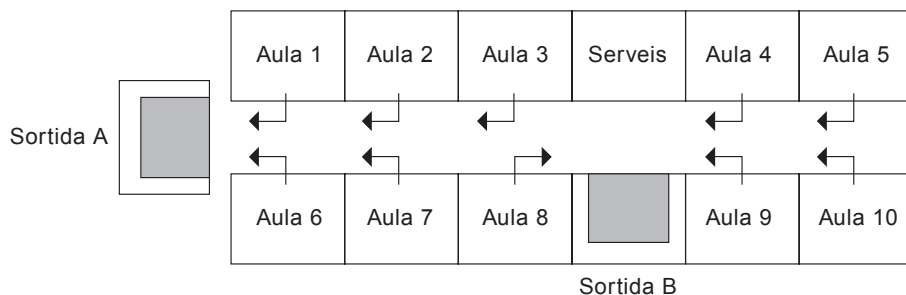 Aula 1 Aula 2 Aula 3 Serveis Aula 4 Aula 5
Sortida A
Aula 6 Aula 7 Aula 8 Aula 9 Aula 10
Sortida B